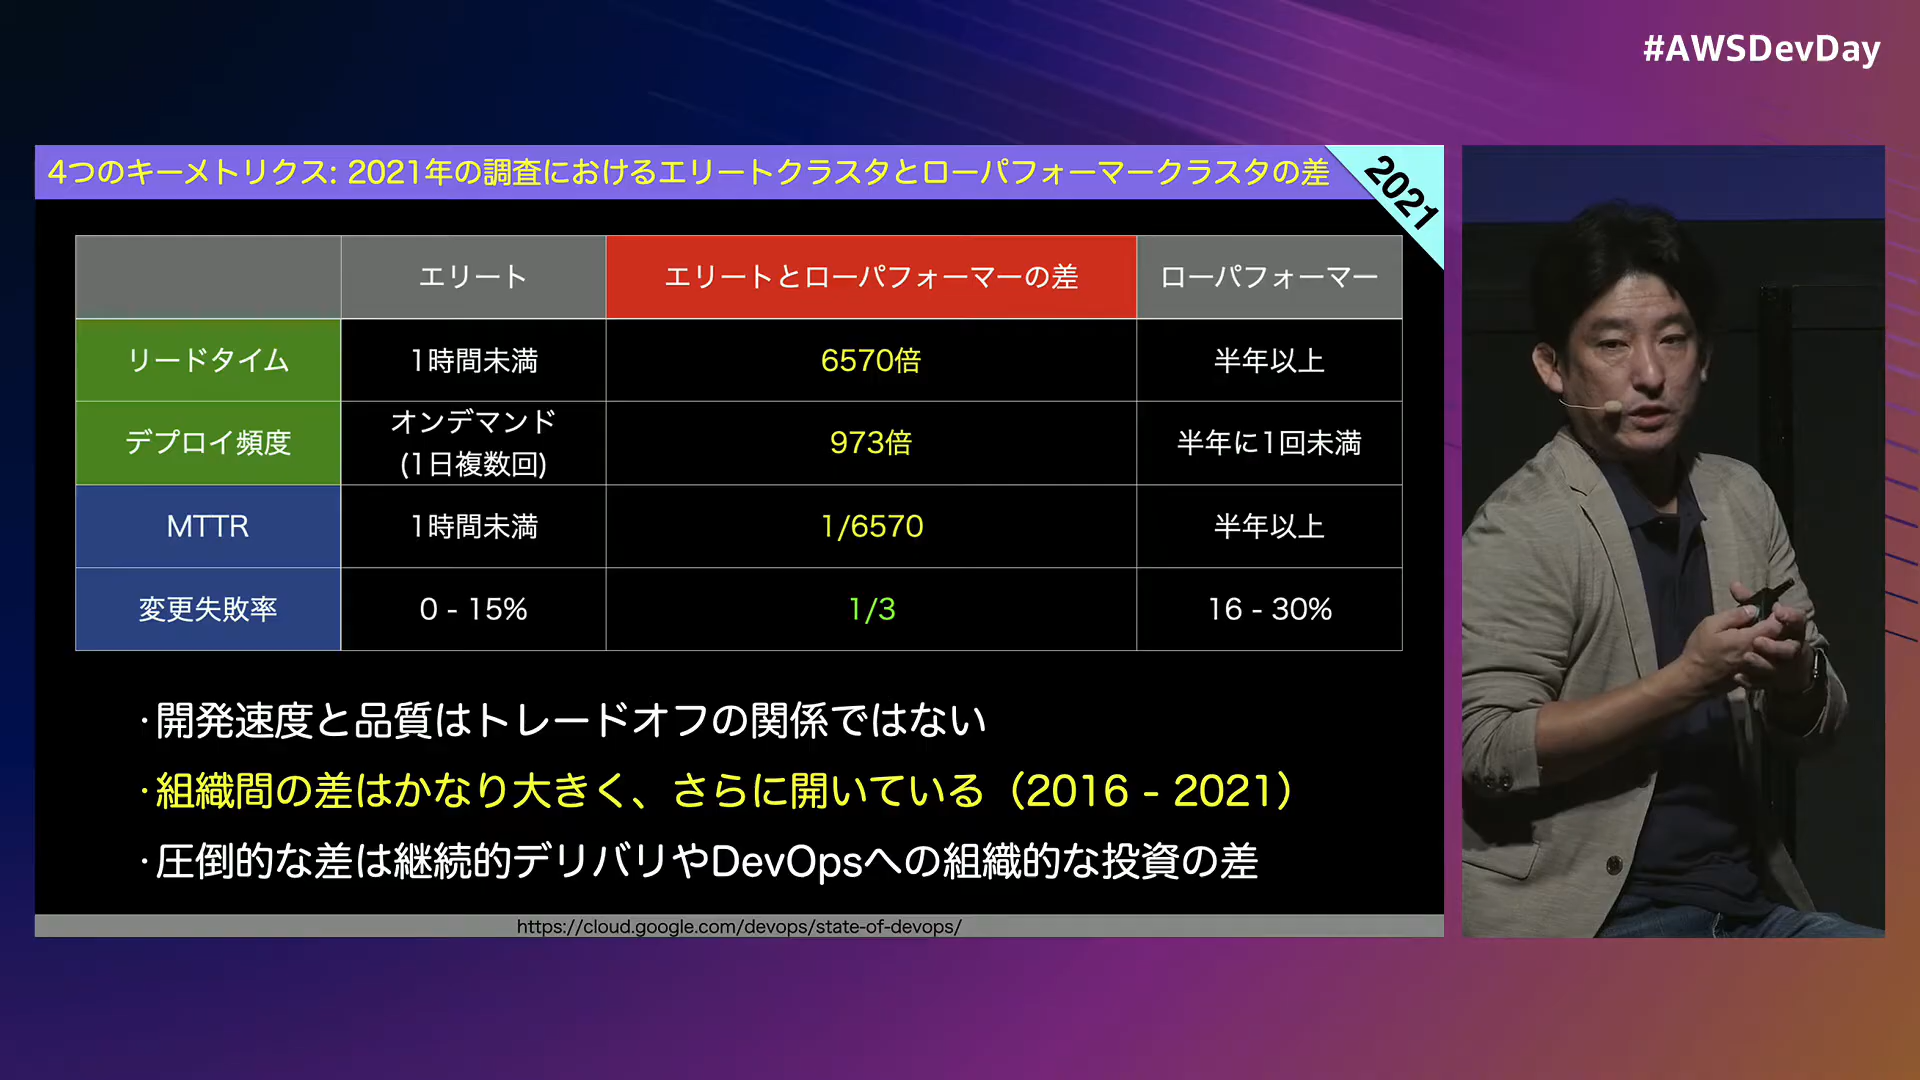 #AWSDevDay
4つのキーメトリクス: 2021年の調査におけるエリートクラスタとローパフォーマークラスタの差
2021
エリート
エリートとローパフォーマーの差
ローパフォーマー
リードタイム
1時間未満
6570倍
半年以上
デプロイ頻度
オンデマンド
(1日複数回)
973倍
半年に1回未満
MTTR
1時間未満
1/6570
半年以上
変更失敗率
0 - 15%
1/3
16 - 30%
・開発速度と品質はトレードオフの関係ではない
・組織間の差はかなり大きく、さらに開いている（2016 - 2021）
・圧倒的な差は継続的デリバリやDevOpsへの組織的な投資の差
https://cloud.google.com/devops/state-of-devops/